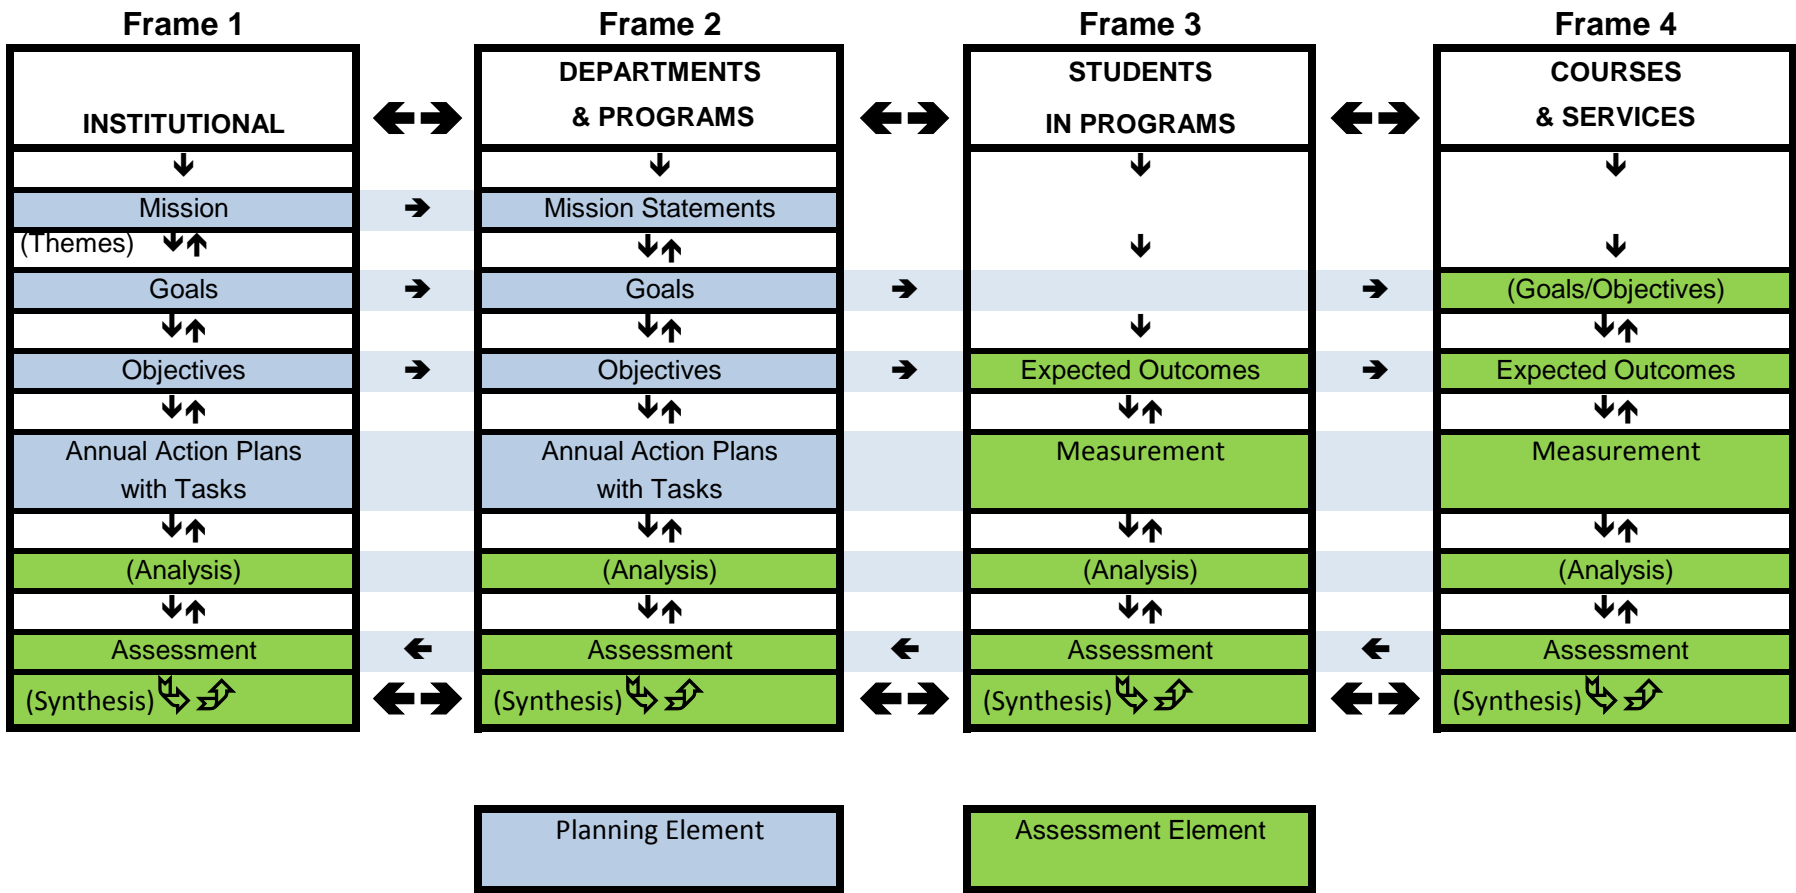 Frame 1 Frame 2 Frame 3 Frame 4
DEPARTMENTS STUDENTS COURSES
INSTITUTIONAL & PROGRAMS IN PROGRAMS & SERVICES
Mission Mission Statements
(Themes)
Goals Goals (Goals/Objectives)
Objectives Objectives Expected Outcomes Expected Outcomes
Annual Action Plans Annual Action Plans Measurement Measurement
with Tasks with Tasks
(Analysis) (Analysis) (Analysis) (Analysis)
Assessment Assessment Assessment Assessment
(Synthesis) (Synthesis) (Synthesis) (Synthesis)
Planning Element Assessment Element